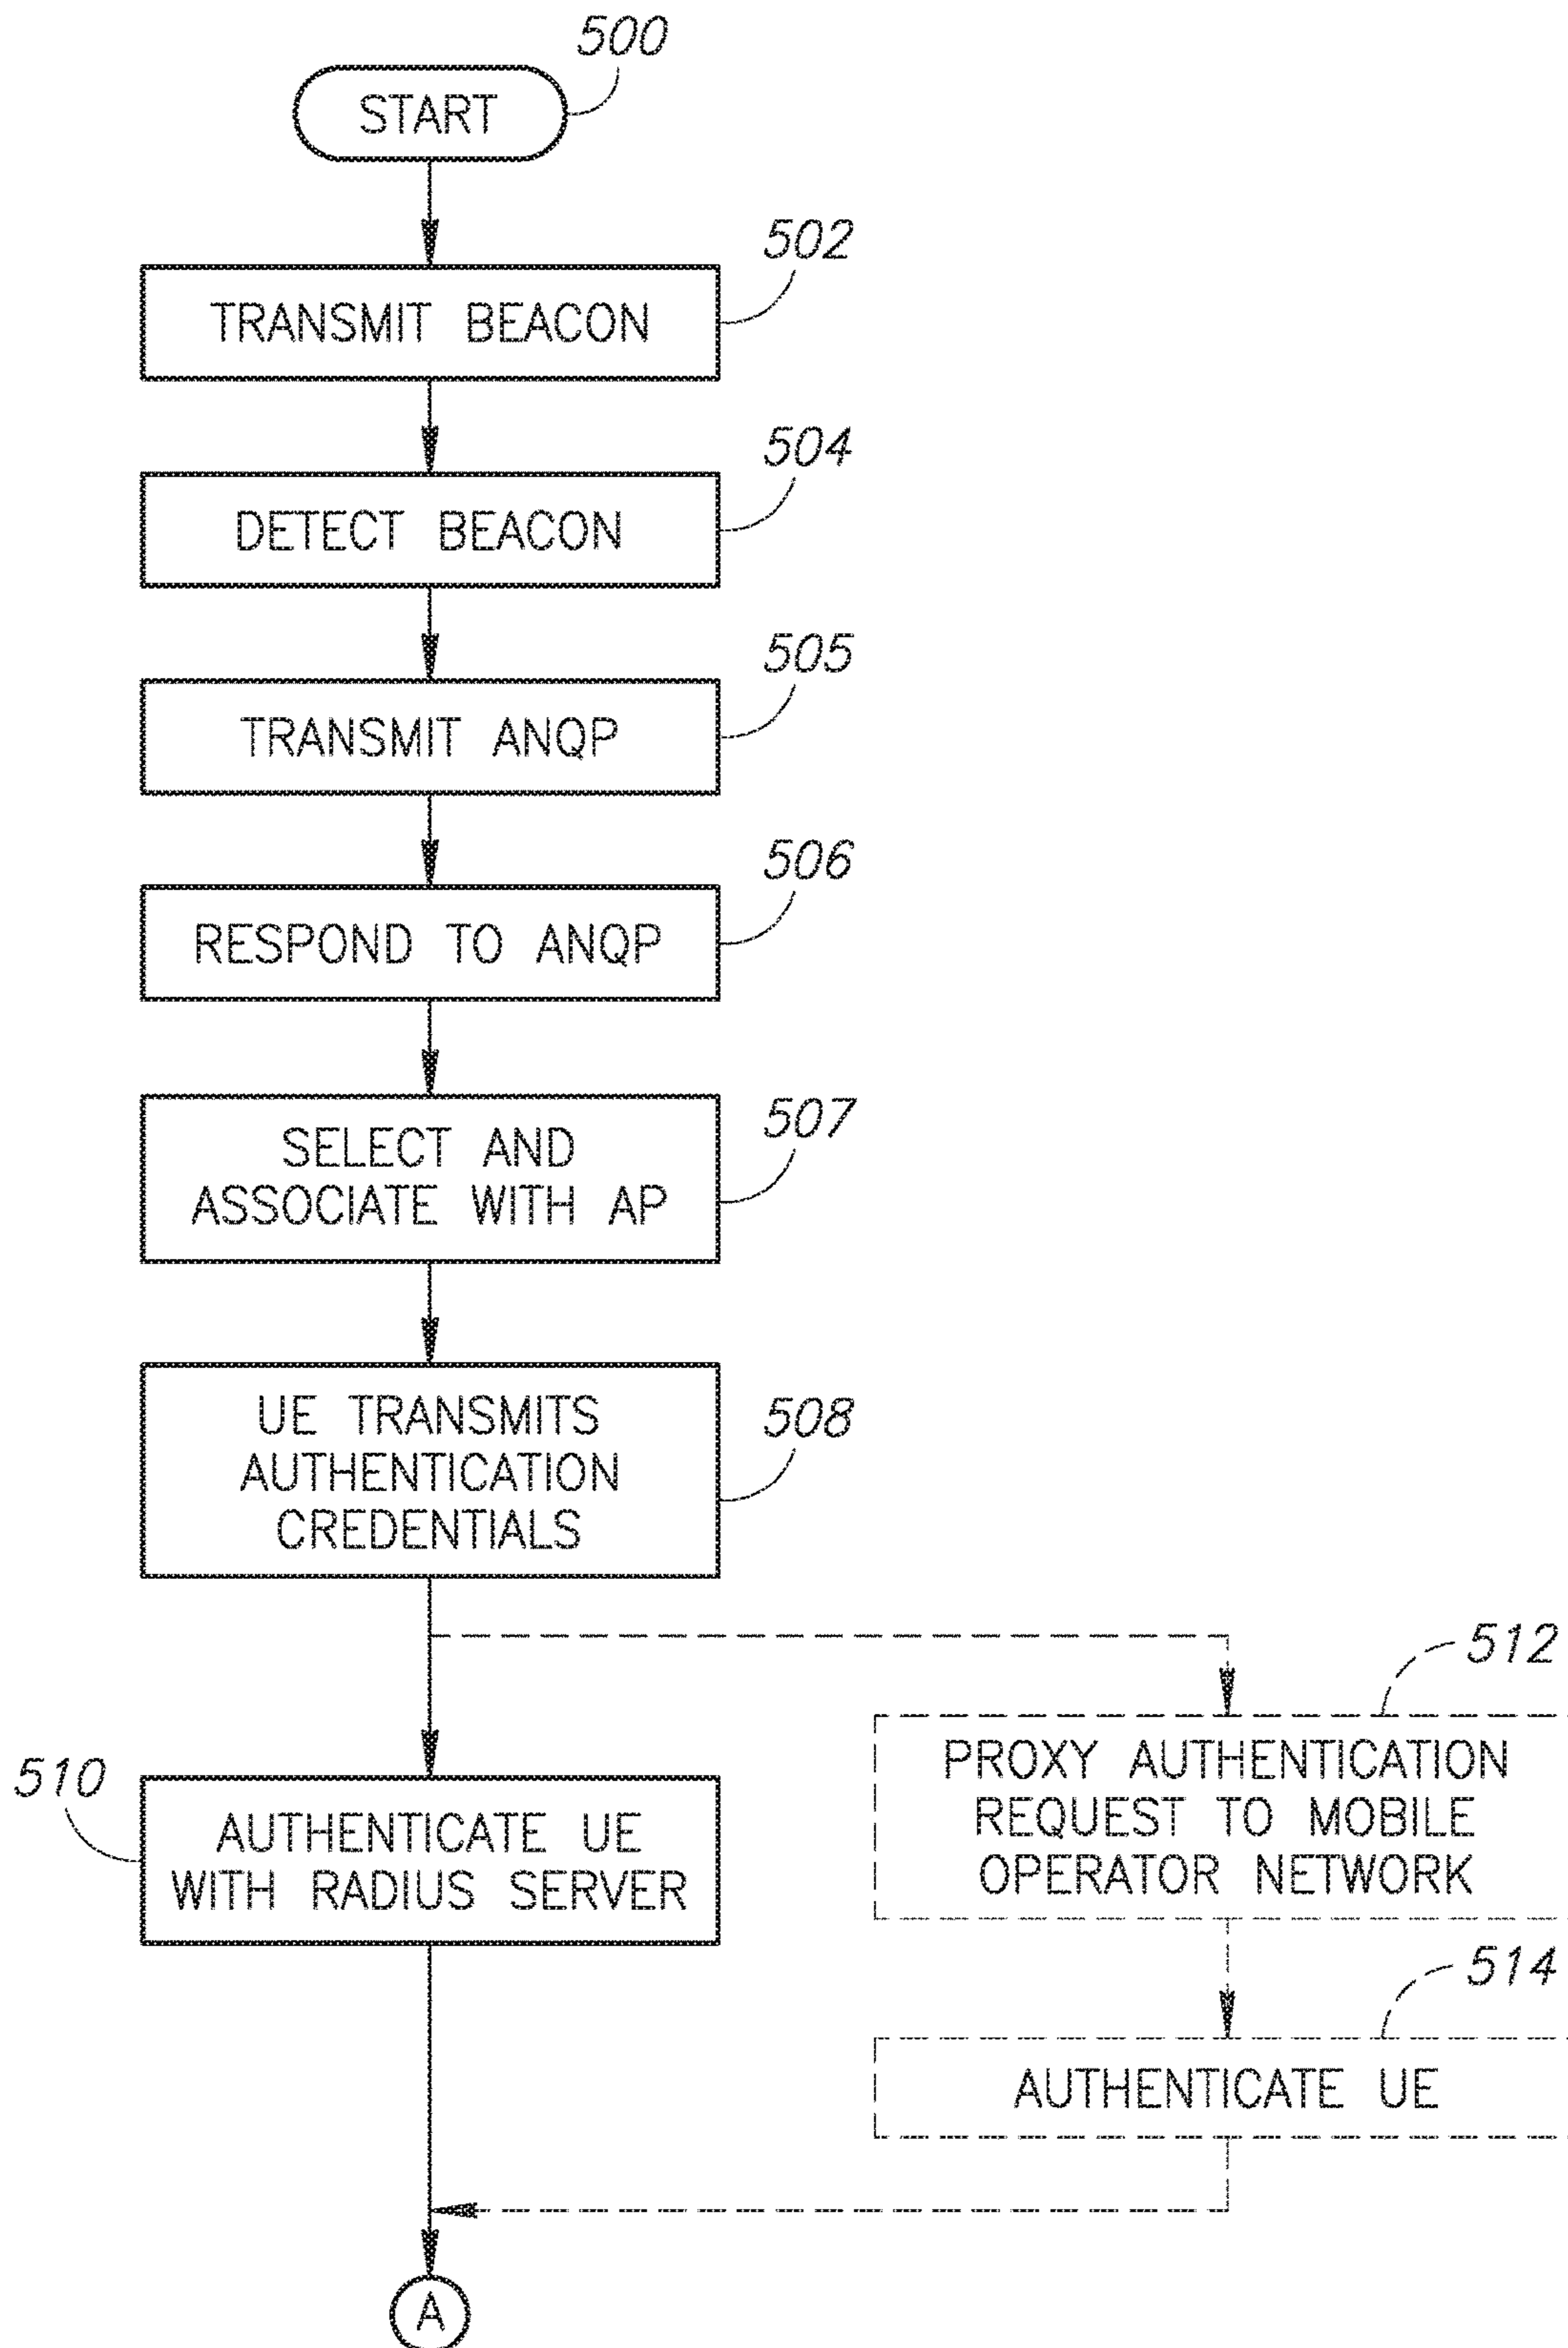 500
START
502
TRANSMIT BEACON
504
DETECT BEACON
505
TRANSMIT ANQP
506
RESPOND TO ANQP
507
SELECT AND
ASSOCIATE WITH AP
508
UE TRANSMITS
AUTHENTICATION
CREDENTIALS
510
AUTHENTICATE UE
WITH RADIUS SERVER
512
PROXY AUTHENTICATION
REQUEST TO MOBILE
OPERATOR NETWORK
514
AUTHENTICATE UE
A